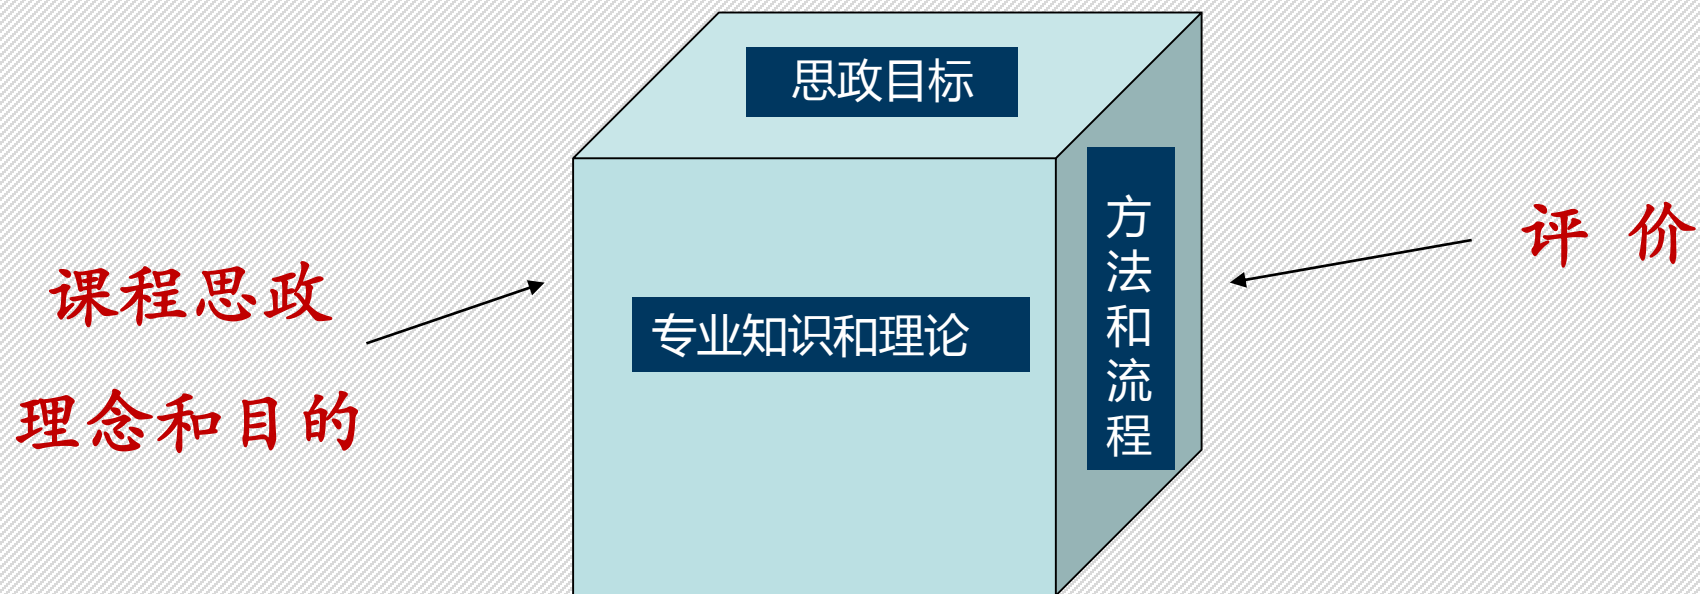 思政目标
方法和流程
专业知识和理论
课程思政
理念和目的
评 价